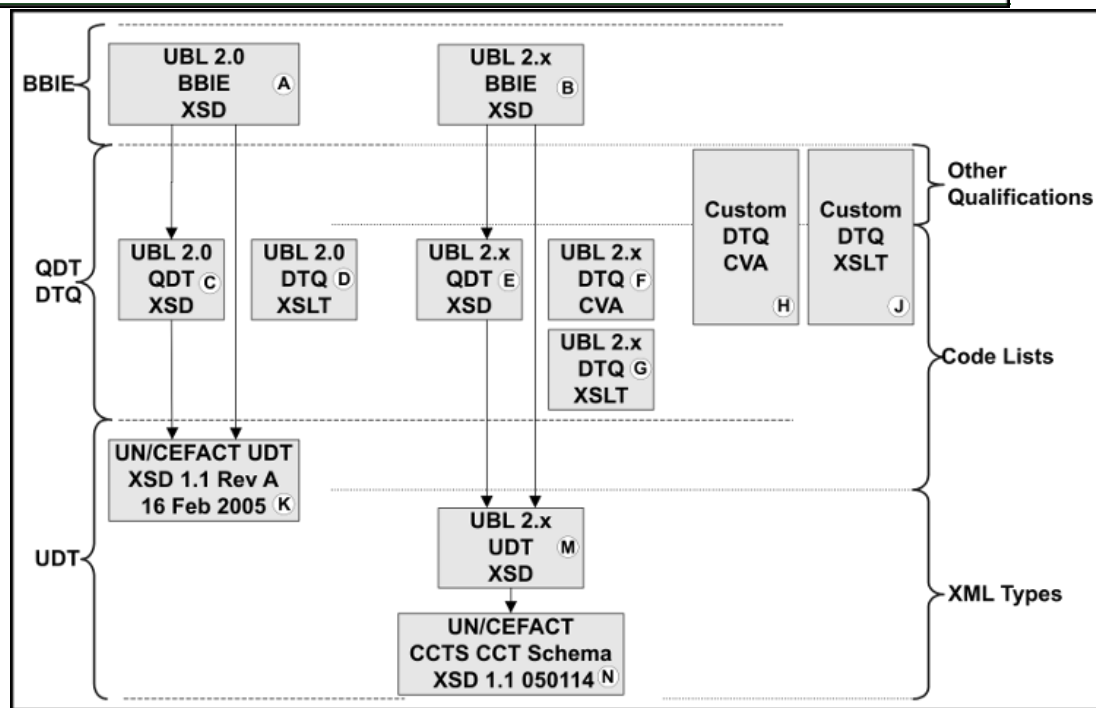 BBIE
UBL 2.0
BBIE
XSD
A
UBL 2.x
BBIE
XSD
B
QDT
DTQ
UBL 2.0
QDT
XSD
C
UBL 2.0
DTQ
XSLT
D
UBL 2.x
QDT
XSD
E
UBL 2.x
DTQ
CVA
F
UBL 2.x
DTQ
XSLT
G
Custom
DTQ
CVA
H
Custom
DTQ
XSLT
J
Other
Qualifications
Code Lists
UDT
UN/CEFACT UDT
XSD 1.1 Rev A
16 Feb 2005
K
UBL 2.x
UDT
XSD
M
UN/CEFACT
CCTS CCT Schema
XSD 1.1 050114
N
XML Types